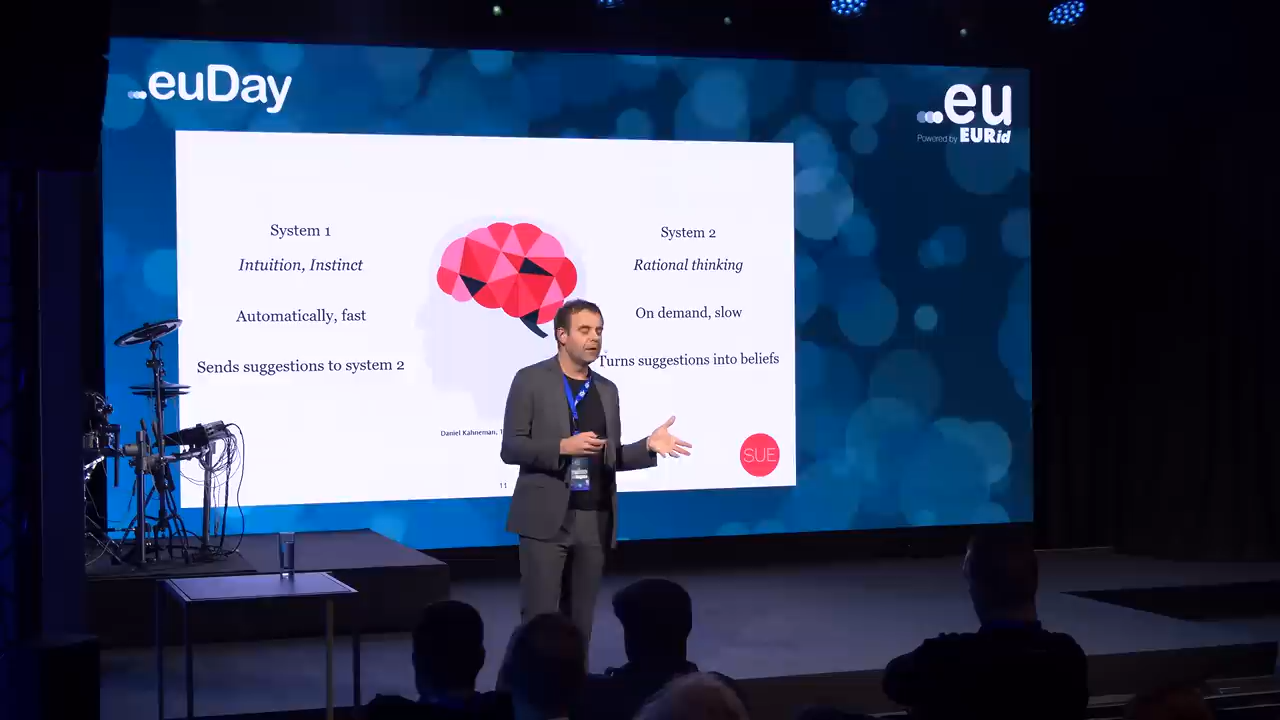 .euDay
.eu
Powered by EURid
System 1
Intuition, Instinct
Automatically, fast
Sends suggestions to system 2
System 2
Rational thinking
On demand, slow
Turns suggestions into beliefs
Daniel Kahneman,
11
SUE